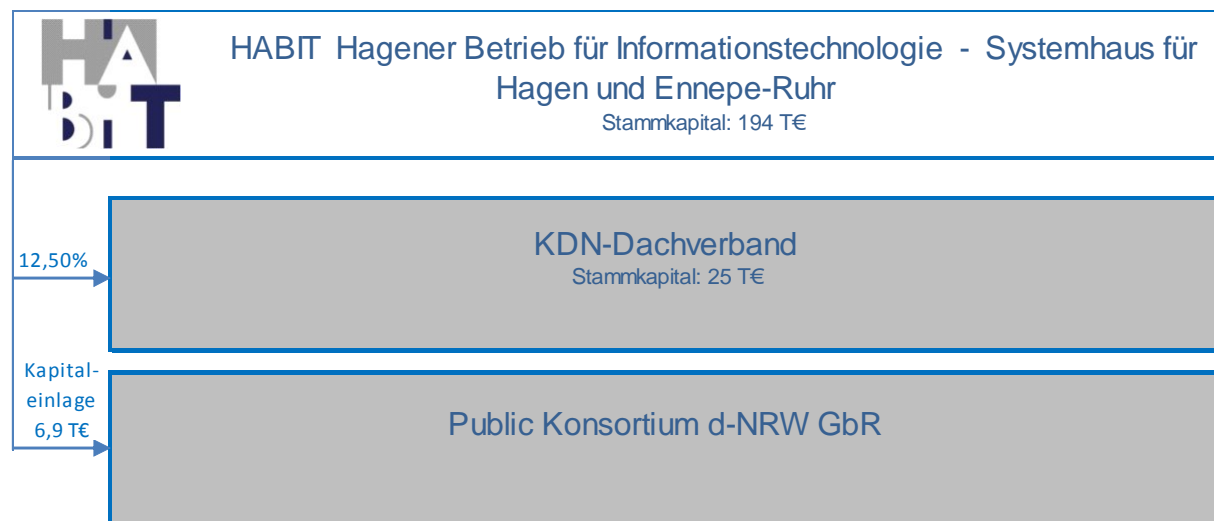 HABIT
HABIT Hagener Betrieb für Informationstechnologie - Systemhaus für
Hagen und Ennepe-Ruhr
Stammkapital: 194 T€
12,50%
KDN-Dachverband
Stammkapital: 25 T€
Kapital-
einlage
6,9 T€
Public Konsortium d-NRW GbR